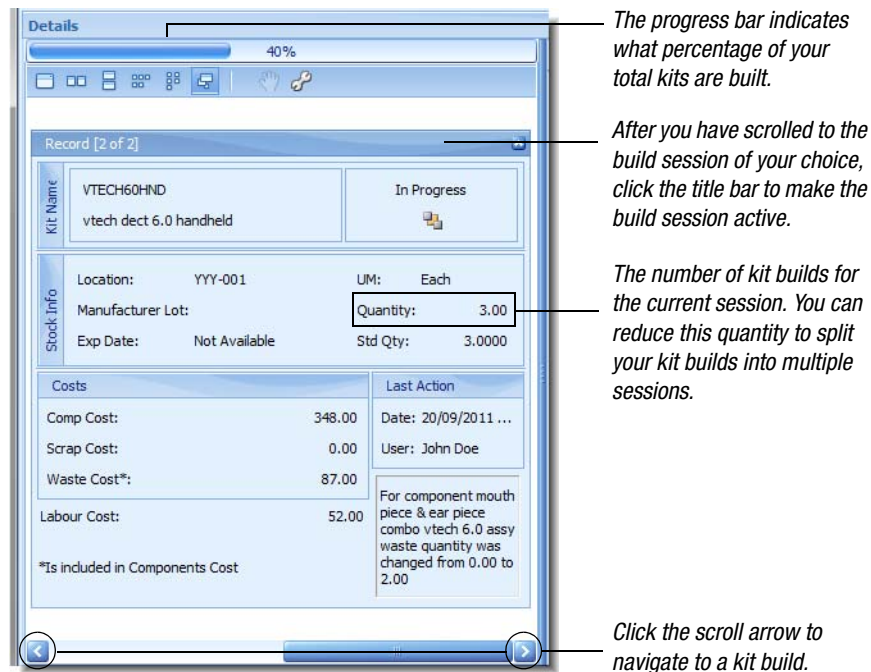 Details
40%
Record [2 of 2]
Kit Name
VTECH60HND
vtech dect 6.0 handheld
In Progress
Stock Info
Location: YYY-001 UM: Each
Manufacturer Lot: Quantity: 3.00
Exp Date: Not Available Std Qty: 3.0000
Costs
Comp Cost: 348.00
Scrap Cost: 0.00
Waste Cost*: 87.00
Labour Cost: 52.00
*Is included in Components Cost
Last Action
Date: 20/09/2011 ...
User: John Doe
For component mouth
piece & ear piece
combo vtech 6.0 assy
waste quantity was
changed from 0.00 to
2.00
The progress bar indicates
what percentage of your
total kits are built.
After you have scrolled to the
build session of your choice,
click the title bar to make the
build session active.
The number of kit builds for
the current session. You can
reduce this quantity to split
your kit builds into multiple
sessions.
Click the scroll arrow to
navigate to a kit build.